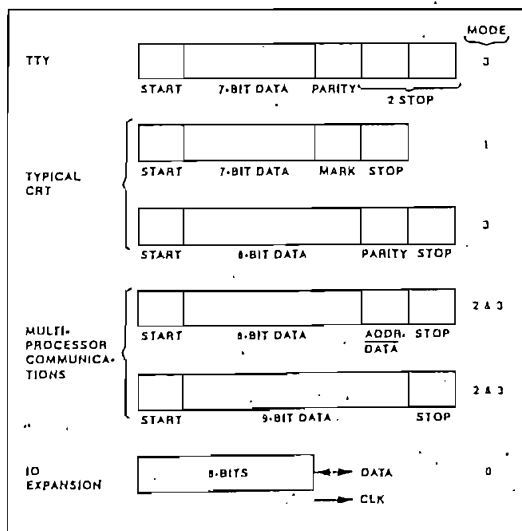 MODE
TTY
3
START 7-BIT DATA PARITY 2 STOP
1
START 7-BIT DATA MARK STOP
TYPICAL
CRT
3
START 8-BIT DATA PARITY STOP
2 & 3
START 8-BIT DATA ADDR- STOP
DATA
MULTI-
PROCESSOR
COMMUNICA-
TIONS
2 & 3
START 9-BIT DATA STOP
IO
EXPANSION
8-BITS
DATA
0
CLK